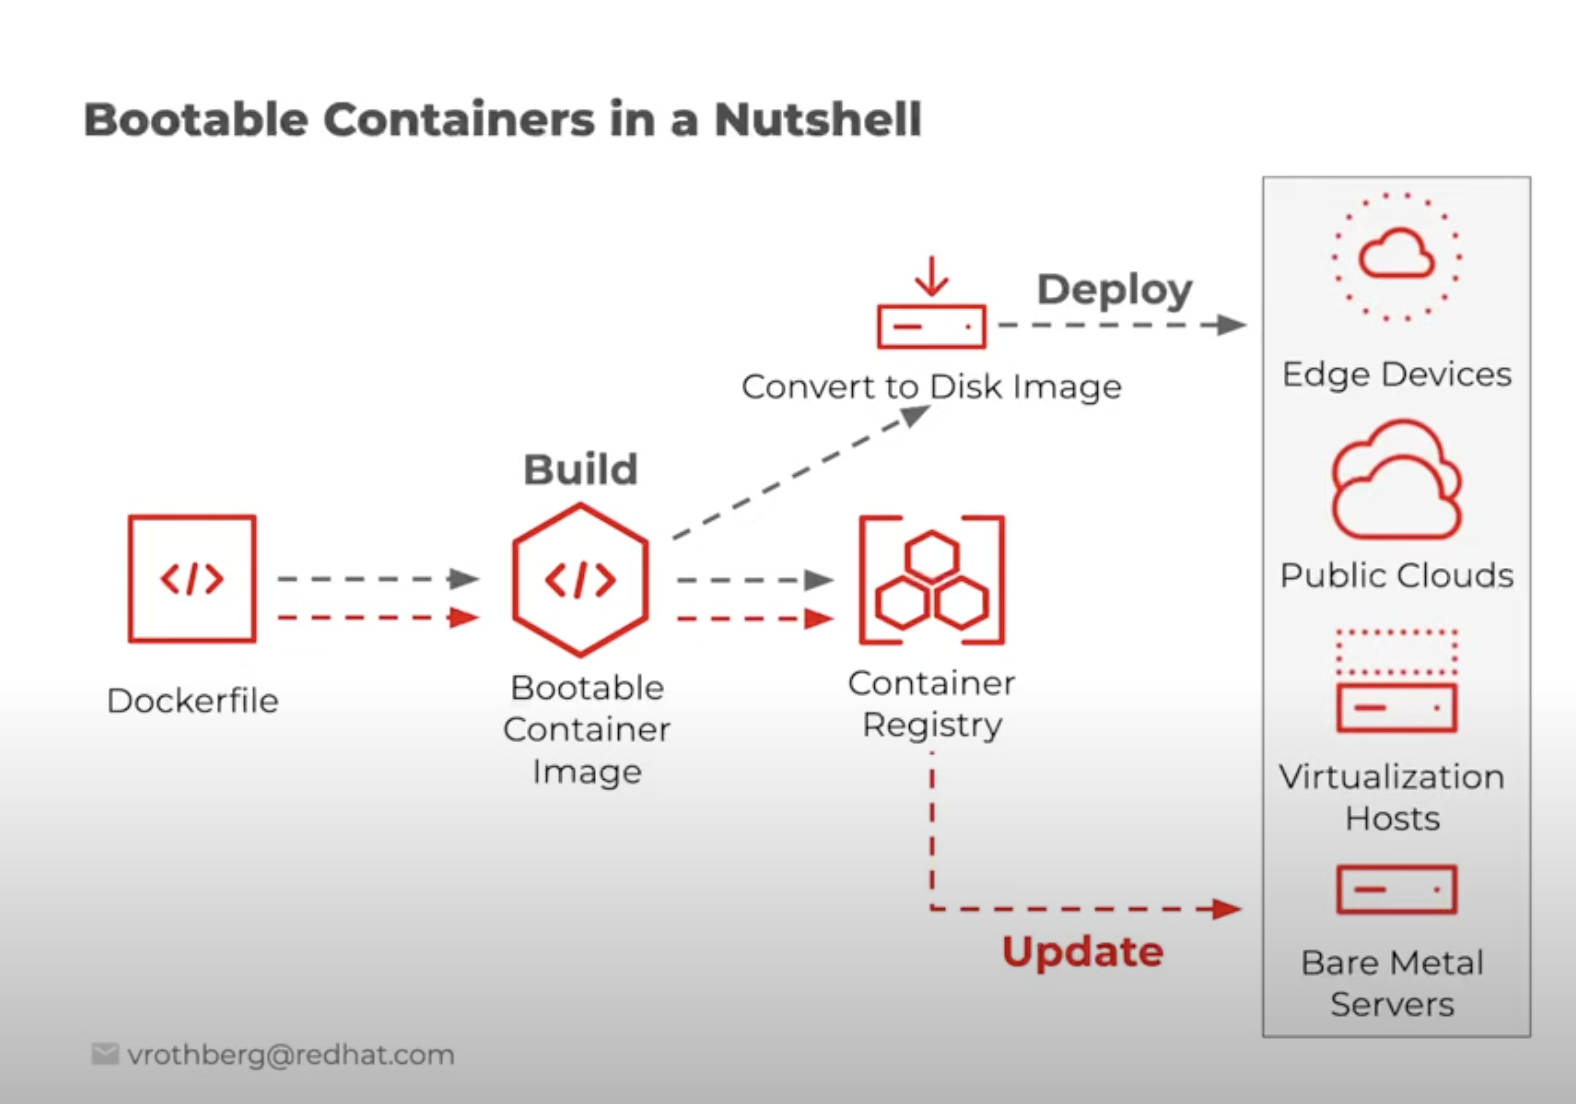 Bootable Containers in a Nutshell
Deploy
Convert to Disk Image
Build
</>
</>
Dockerfile
Bootable
Container
Image
Container
Registry
Update
Edge Devices
Public Clouds
Virtualization
Hosts
Bare Metal
Servers
vrothberg@redhat.com